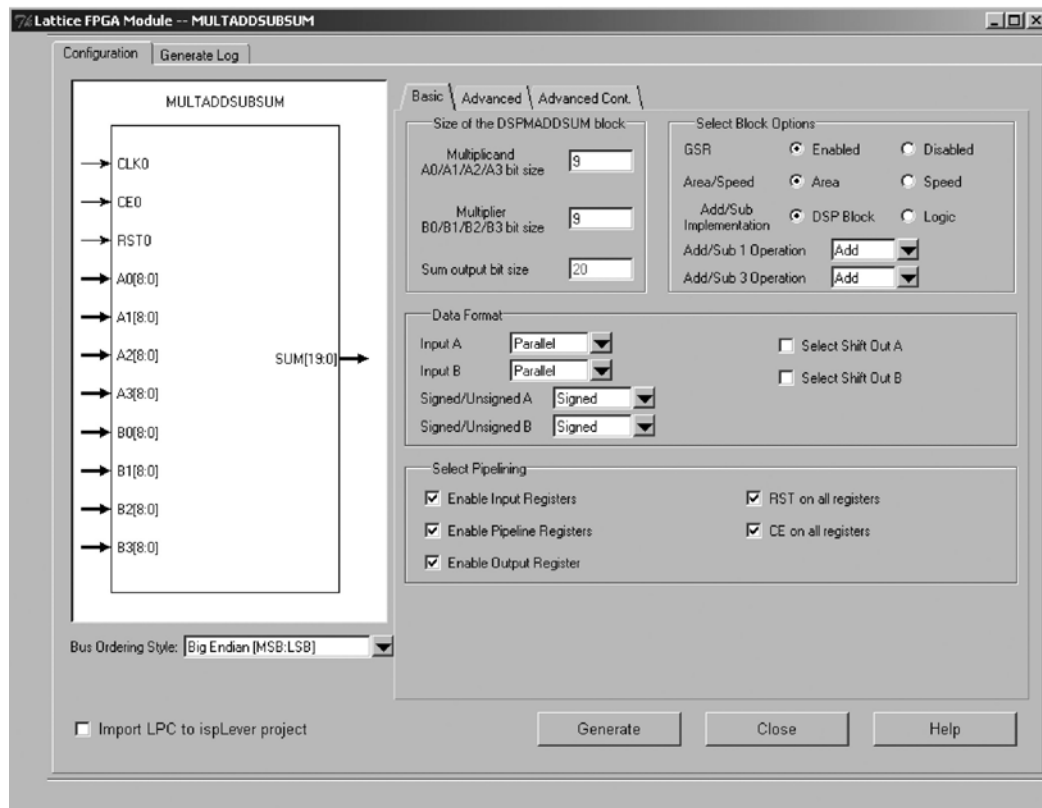 Lattice FPGA Module -- MULTADDSUBSUM
Configuration
Generate Log
MULTADDSUBSUM
CLK0
CE0
RST0
A0[8:0]
A1[8:0]
A2[8:0]
SUM[19:0]
A3[8:0]
B0[8:0]
B1[8:0]
B2[8:0]
B3[8:0]
Bus Ordering Style: Big Endian [MSB:LSB]
Basic
Advanced
Advanced Cont.
Size of the DSPMADDSUM block
Multiplicand
A0/A1/A2/A3 bit size
9
Multiplier
B0/B1/B2/B3 bit size
9
Sum output bit size
20
Select Block Options
GSR Enabled Disabled
Area/Speed Area Speed
Add/Sub
Implementation
DSP Block Logic
Add/Sub 1 Operation Add
Add/Sub 3 Operation Add
Data Format
Input A Parallel
Input B Parallel
Signed/Unsigned A Signed
Signed/Unsigned B Signed
Select Shift Out A
Select Shift Out B
Select Pipelining
Enable Input Registers
Enable Pipeline Registers
Enable Output Register
RST on all registers
CE on all registers
Import LPC to ispLever project
Generate
Close
Help